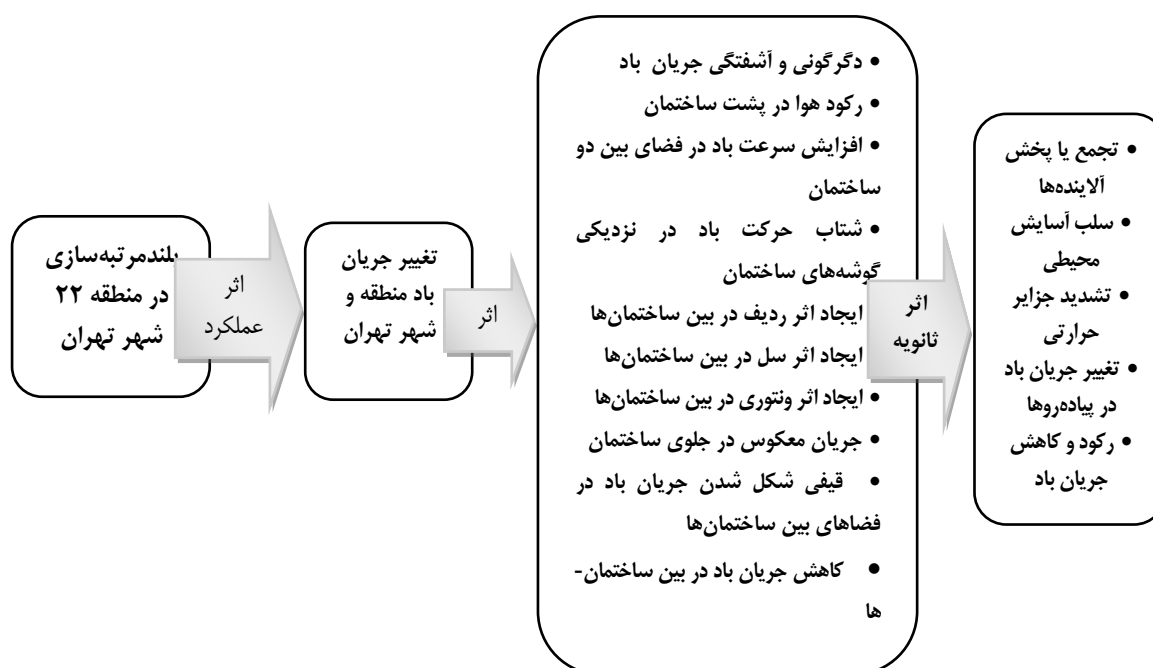 بلندمرتبه‌سازی
در منطقه ۲۲
شهر تهران
اثر
عملکرد
تغییر جریان
باد منطقه و
شهر تهران
اثر
• دگرگونی و آشفتگی جریان باد
• رکود هوا در پشت ساختمان
• افزایش سرعت باد در فضای بین دو
ساختمان
• شتاب حرکت باد در نزدیکی
گوشه‌های ساختمان
ایجاد اثر ردیف در بین ساختمان‌ها
ایجاد اثر سل در بین ساختمان‌ها
• ایجاد اثر ونتوری در بین ساختمان‌ها
• جریان معکوس در جلوی ساختمان
• قیفی شکل شدن جریان باد در
فضاهای بین ساختمان‌ها
• کاهش جریان باد در بین ساختمان-
ها
اثر
ثانویه
• تجمع یا پخش
آلاینده‌ها
• سلب آسایش
محیطی
• تشدید جزایر
حرارتی
• تغییر جریان باد
در پیاده‌روها
• رکود و کاهش
جریان باد